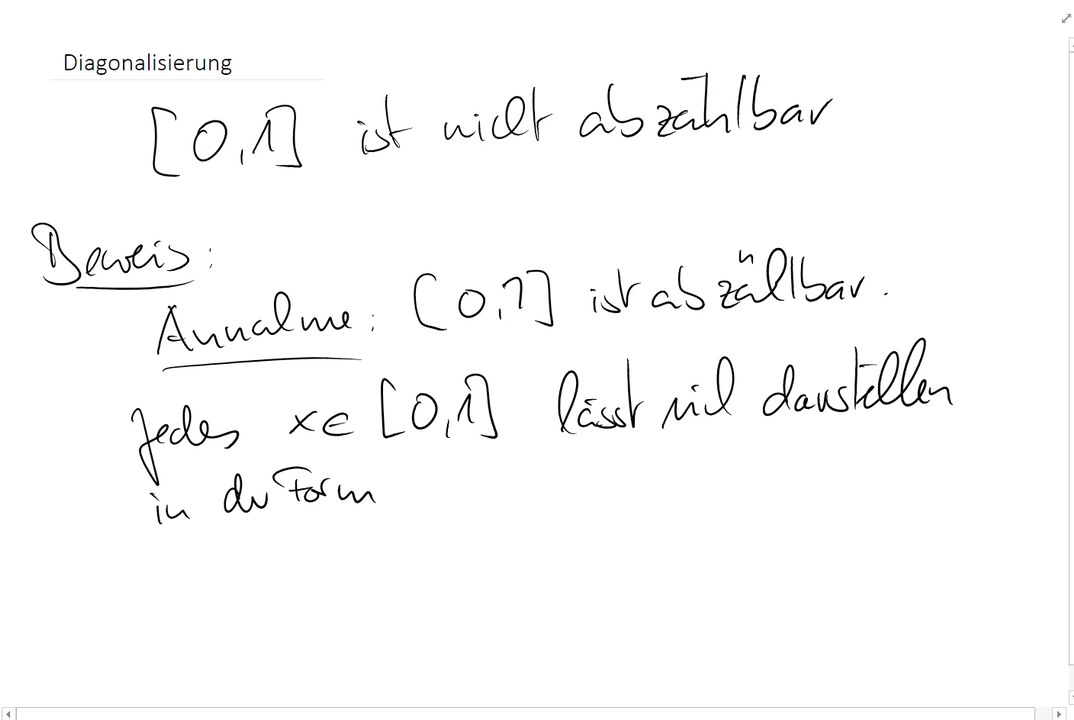 Diagonalisierung
[0,1] ist nicht abzählbar
Beweis:
Annahme: [0,1] ist abzählbar.
Jedes x ∈ [0,1] lässt sich darstellen
in der Form